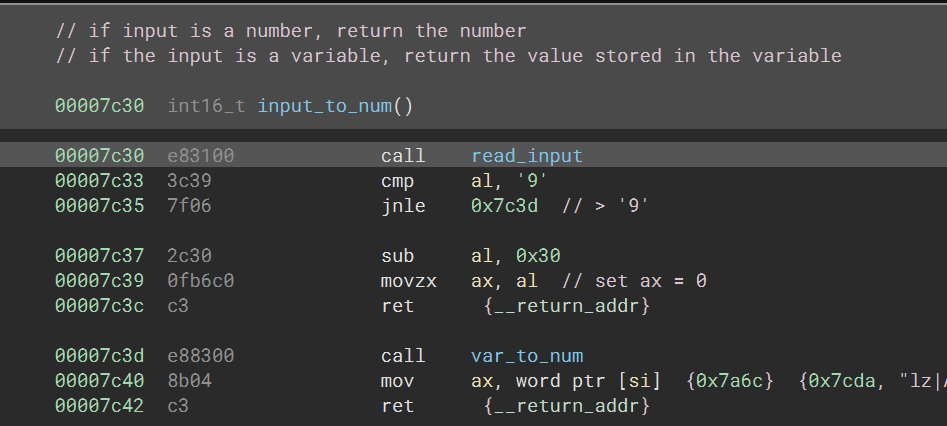 // if input is a number, return the number
// if the input is a variable, return the value stored in the variable
00007c30 int16_t input_to_num()
00007c30 e83100 call read_input
00007c33 3c39 cmp al, '9'
00007c35 7f06 jnle 0x7c3d // > '9'
00007c37 2c30 sub al, 0x30
00007c39 0fb6c0 movzx ax, al // set ax = 0
00007c3c c3 ret {__return_addr}
00007c3d e88300 call var_to_num
00007c40 8b04 mov ax, word ptr [si] {0x7a6c} {0x7cda, "lz|
00007c42 c3 ret {__return_addr}